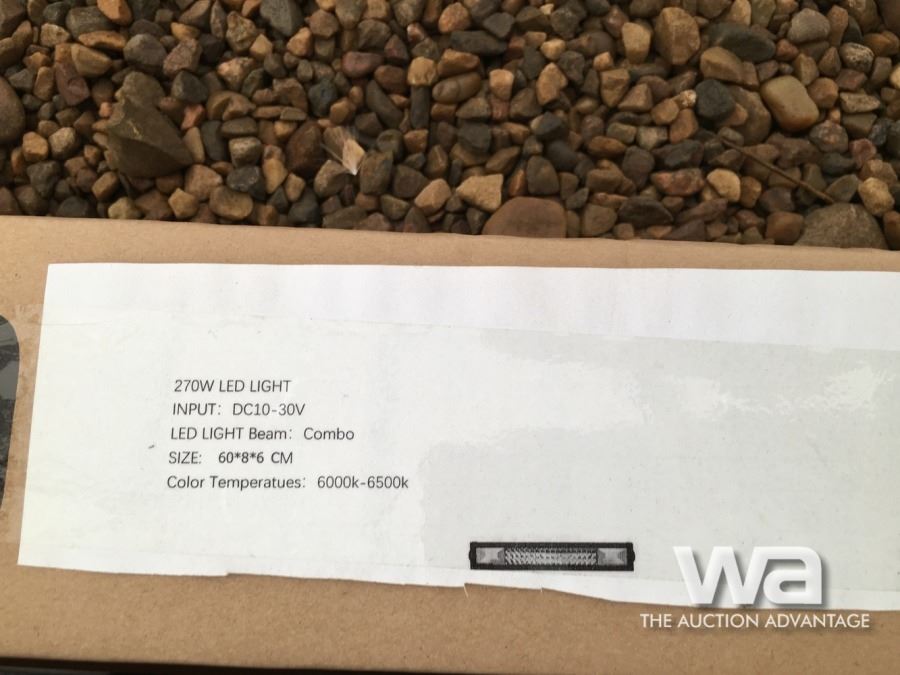 270W LED LIGHT
INPUT: DC10-30V
LED LIGHT Beam: Combo
SIZE: 60*8*6 CM
Color Temperatues: 6000k-6500k
wa
THE AUCTION ADVANTAGE